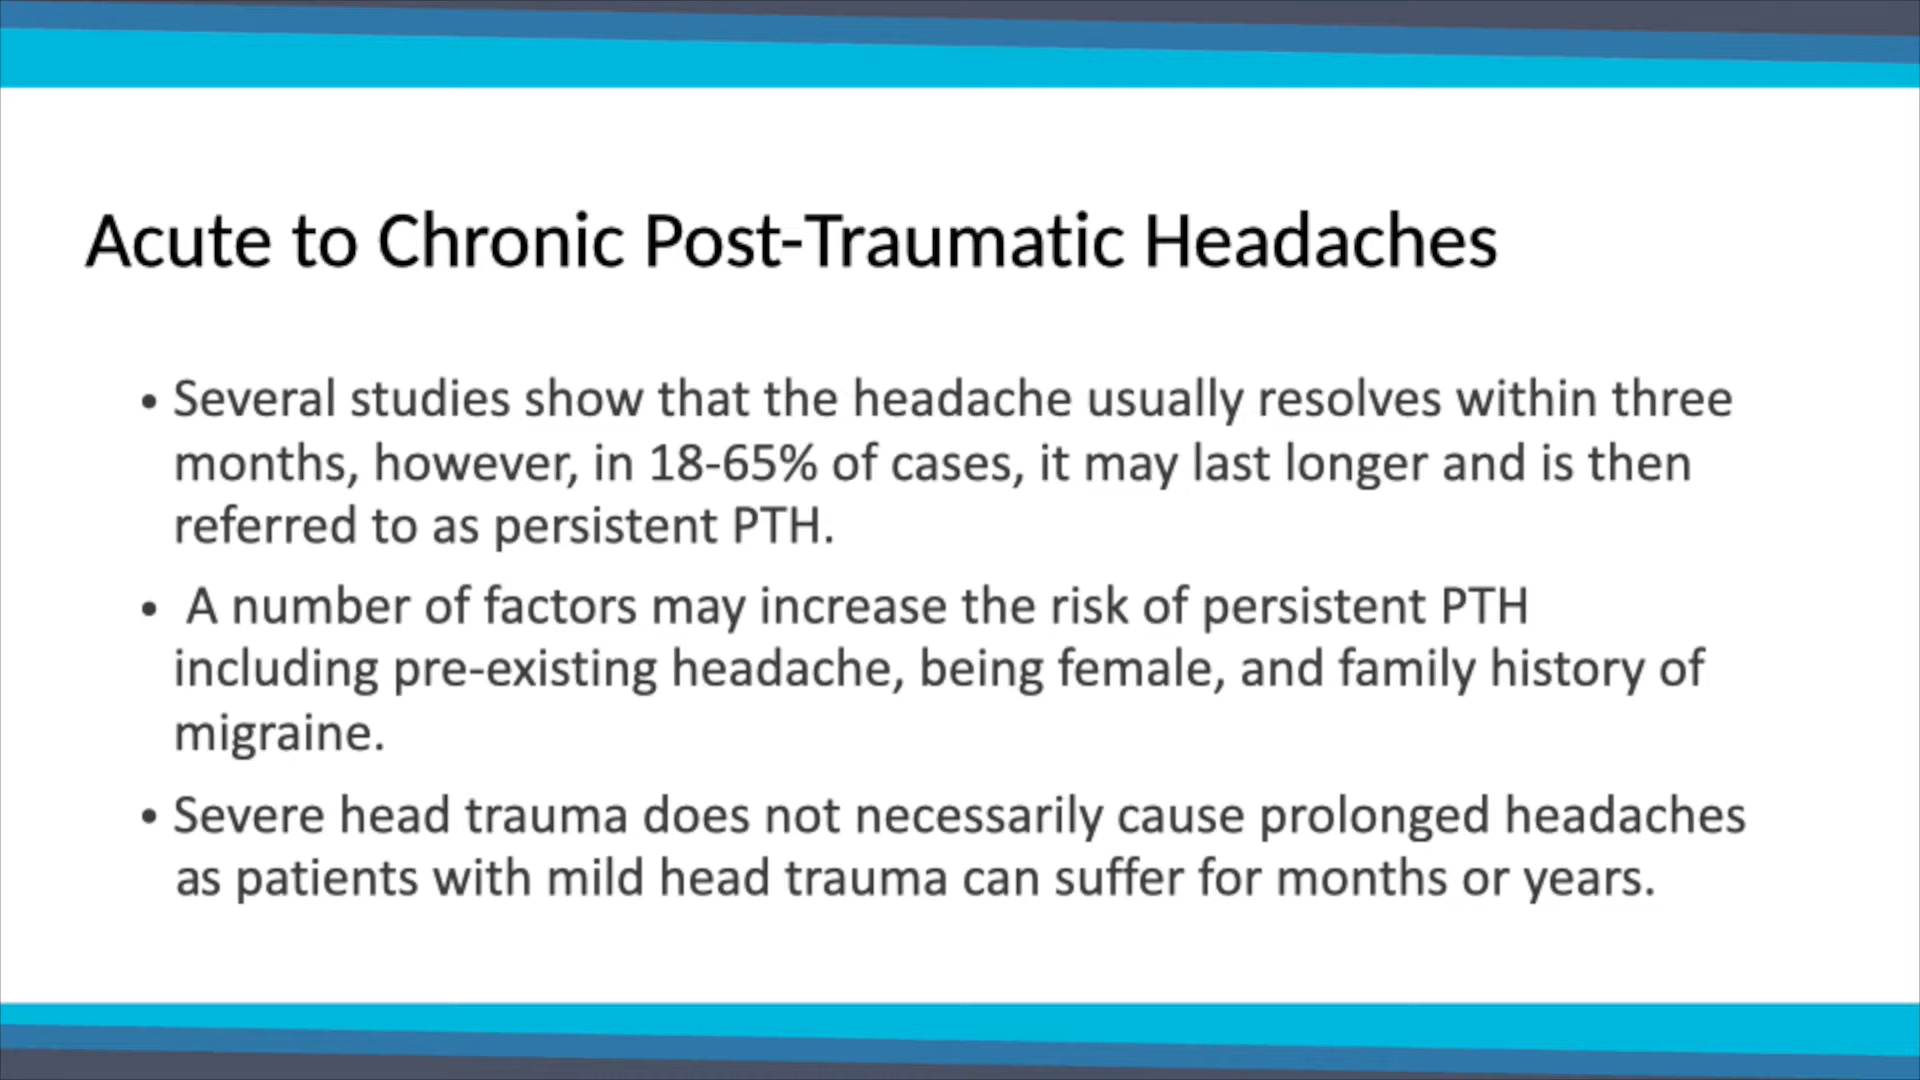 Acute to Chronic Post-Traumatic Headaches
• Several studies show that the headache usually resolves within three
months, however, in 18-65% of cases, it may last longer and is then
referred to as persistent PTH.
• A number of factors may increase the risk of persistent PTH
including pre-existing headache, being female, and family history of
migraine.
• Severe head trauma does not necessarily cause prolonged headaches
as patients with mild head trauma can suffer for months or years.